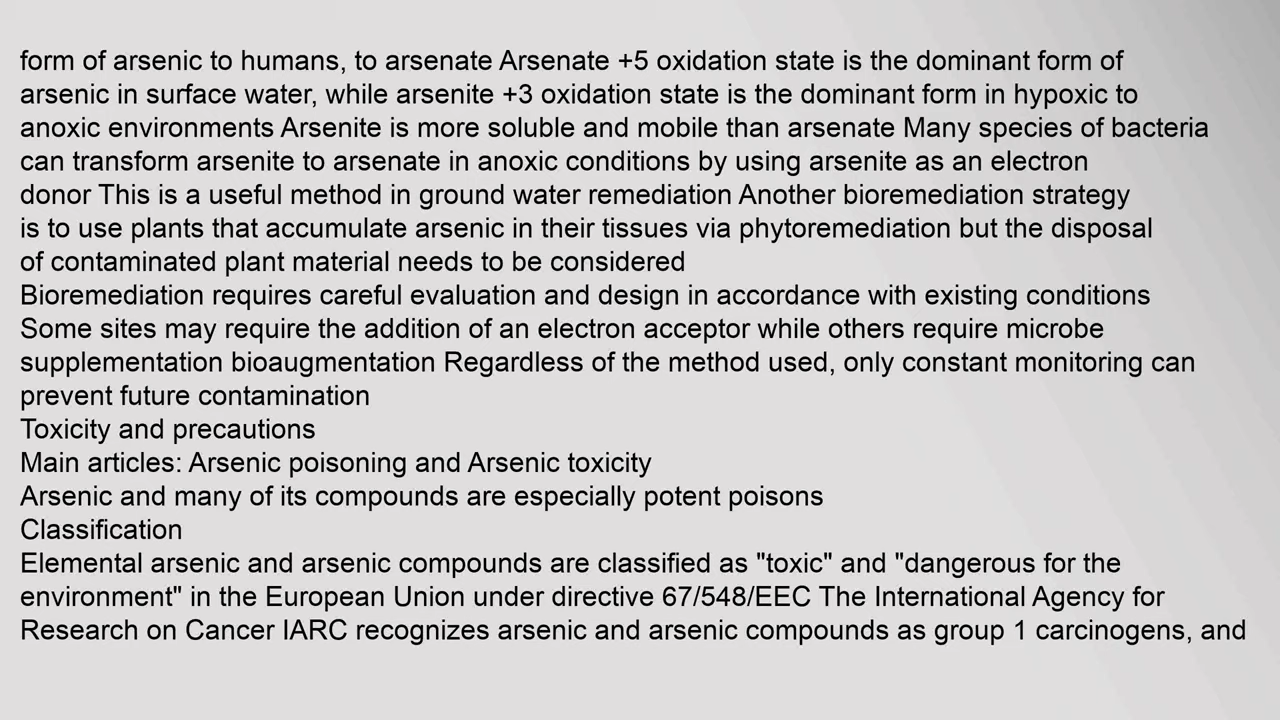 form of arsenic to humans, to arsenate Arsenate +5 oxidation state is the dominant form of
arsenic in surface water, while arsenite +3 oxidation state is the dominant form in hypoxic to
anoxic environments Arsenite is more soluble and mobile than arsenate Many species of bacteria
can transform arsenite to arsenate in anoxic conditions by using arsenite as an electron
donor This is a useful method in ground water remediation Another bioremediation strategy
is to use plants that accumulate arsenic in their tissues via phytoremediation but the disposal
of contaminated plant material needs to be considered
Bioremediation requires careful evaluation and design in accordance with existing conditions
Some sites may require the addition of an electron acceptor while others require microbe
supplementation bioaugmentation Regardless of the method used, only constant monitoring can
prevent future contamination
Toxicity and precautions
Main articles: Arsenic poisoning and Arsenic toxicity
Arsenic and many of its compounds are especially potent poisons
Classification
Elemental arsenic and arsenic compounds are classified as "toxic" and "dangerous for the
environment" in the European Union under directive 67/548/EEC The International Agency for
Research on Cancer IARC recognizes arsenic and arsenic compounds as group 1 carcinogens, and